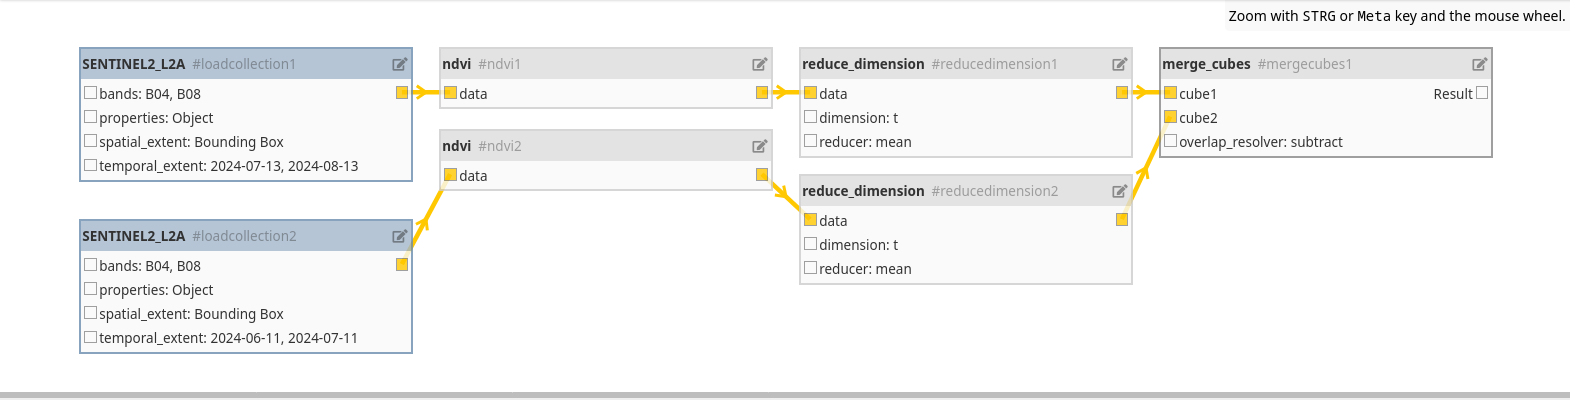 Zoom with STRG or Meta key and the mouse wheel.
SENTINEL2_L2A #loadcollection1
bands: B04, B08
properties: Object
spatial_extent: Bounding Box
temporal_extent: 2024-07-13, 2024-08-13
ndvi #ndvi1
data
reduce_dimension #reducedimension1
data
dimension: t
reducer: mean
merge_cubes #mergecubes1
cube1 Result
cube2
overlap_resolver: subtract
ndvi #ndvi2
data
reduce_dimension #reducedimension2
data
dimension: t
reducer: mean
SENTINEL2_L2A #loadcollection2
bands: B04, B08
properties: Object
spatial_extent: Bounding Box
temporal_extent: 2024-06-11, 2024-07-11